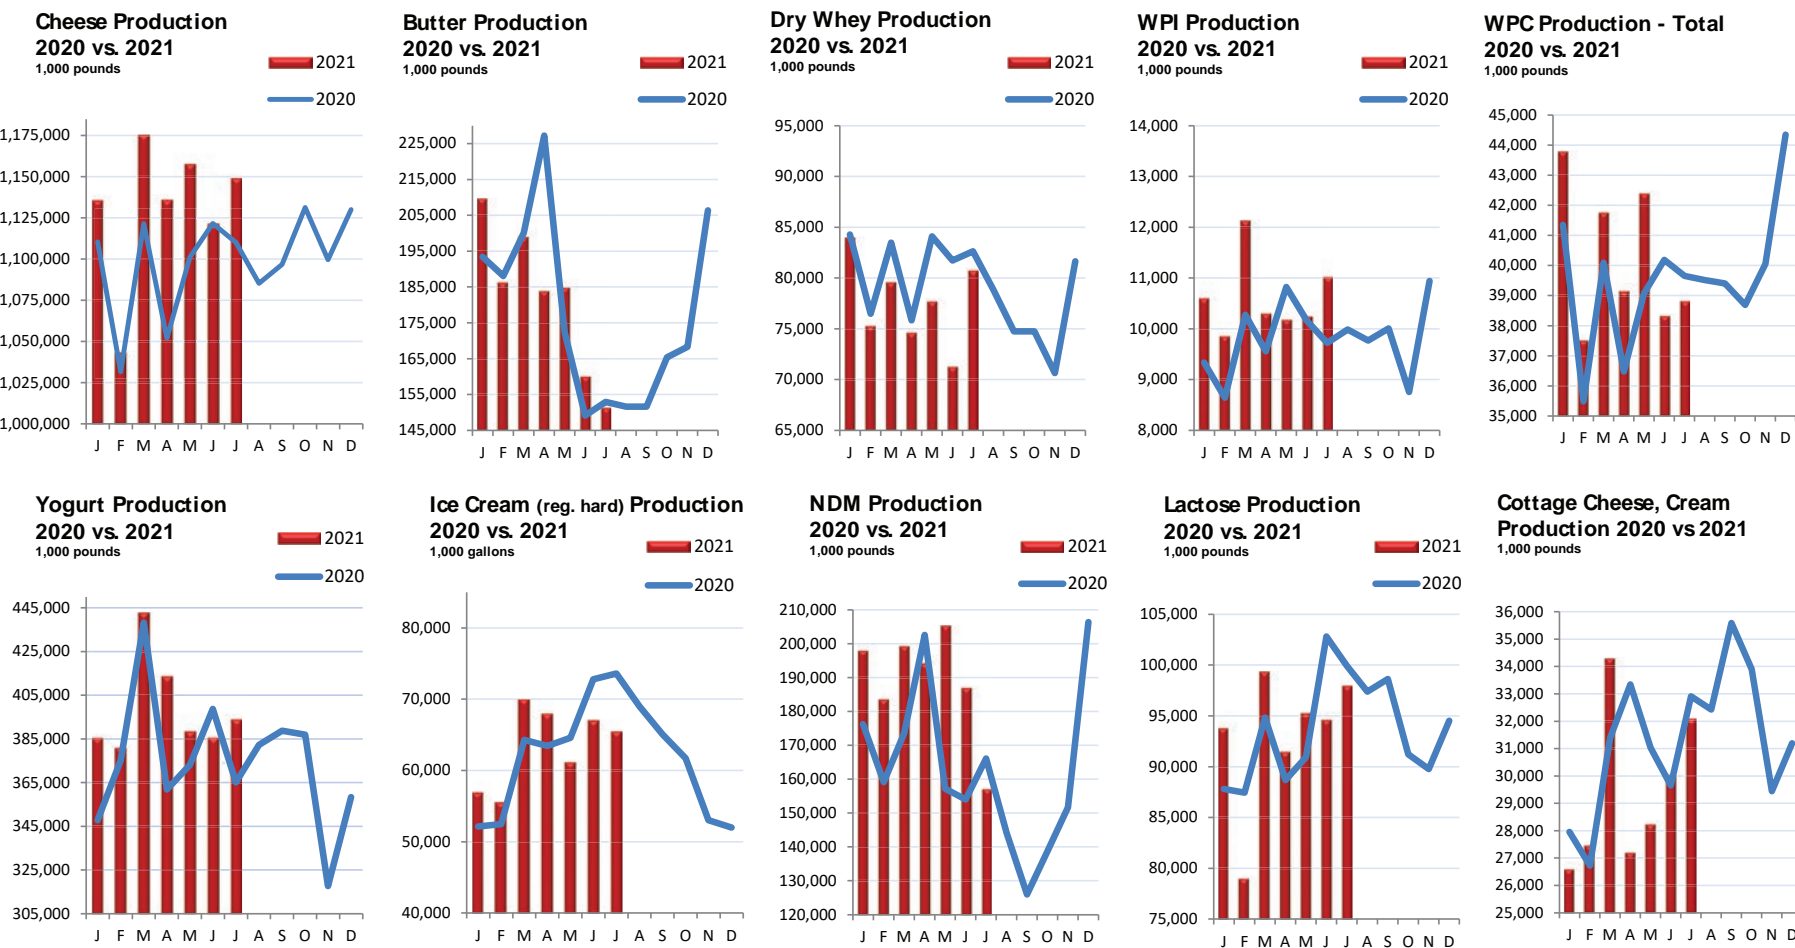 Cheese Production
2020 vs. 2021
1,000 pounds
2021
2020
1,175,000
1,150,000
1,125,000
1,100,000
1,075,000
1,050,000
1,025,000
1,000,000
J F M A M J J A S O N D
Butter Production
2020 vs. 2021
1,000 pounds
2021
2020
225,000
215,000
205,000
195,000
185,000
175,000
165,000
155,000
145,000
J F M A M J J A S O N D
Dry Whey Production
2020 vs. 2021
1,000 pounds
2021
2020
95,000
90,000
85,000
80,000
75,000
70,000
65,000
J F M A M J J A S O N D
WPI Production
2020 vs. 2021
1,000 pounds
2021
2020
14,000
13,000
12,000
11,000
10,000
9,000
8,000
J F M A M J J A S O N D
WPC Production - Total
2020 vs. 2021
1,000 pounds
45,000
44,000
43,000
42,000
41,000
40,000
39,000
38,000
37,000
36,000
35,000
J F M A M J J A S O N D
Yogurt Production
2020 vs. 2021
1,000 pounds
2021
2020
445,000
425,000
405,000
385,000
365,000
345,000
325,000
305,000
J F M A M J J A S O N D
Ice Cream (reg. hard) Production
2020 vs. 2021
1,000 gallons
2021
2020
80,000
70,000
60,000
50,000
40,000
J F M A M J J A S O N D
NDM Production
2020 vs. 2021
1,000 pounds
2021
2020
210,000
200,000
190,000
180,000
170,000
160,000
150,000
140,000
130,000
120,000
J F M A M J J A S O N D
Lactose Production
2020 vs. 2021
1,000 pounds
2021
2020
105,000
100,000
95,000
90,000
85,000
80,000
75,000
J F M A M J J A S O N D
Cottage Cheese, Cream
Production 2020 vs 2021
1,000 pounds
36,000
35,000
34,000
33,000
32,000
31,000
30,000
29,000
28,000
27,000
26,000
25,000
J F M A M J J A S O N D